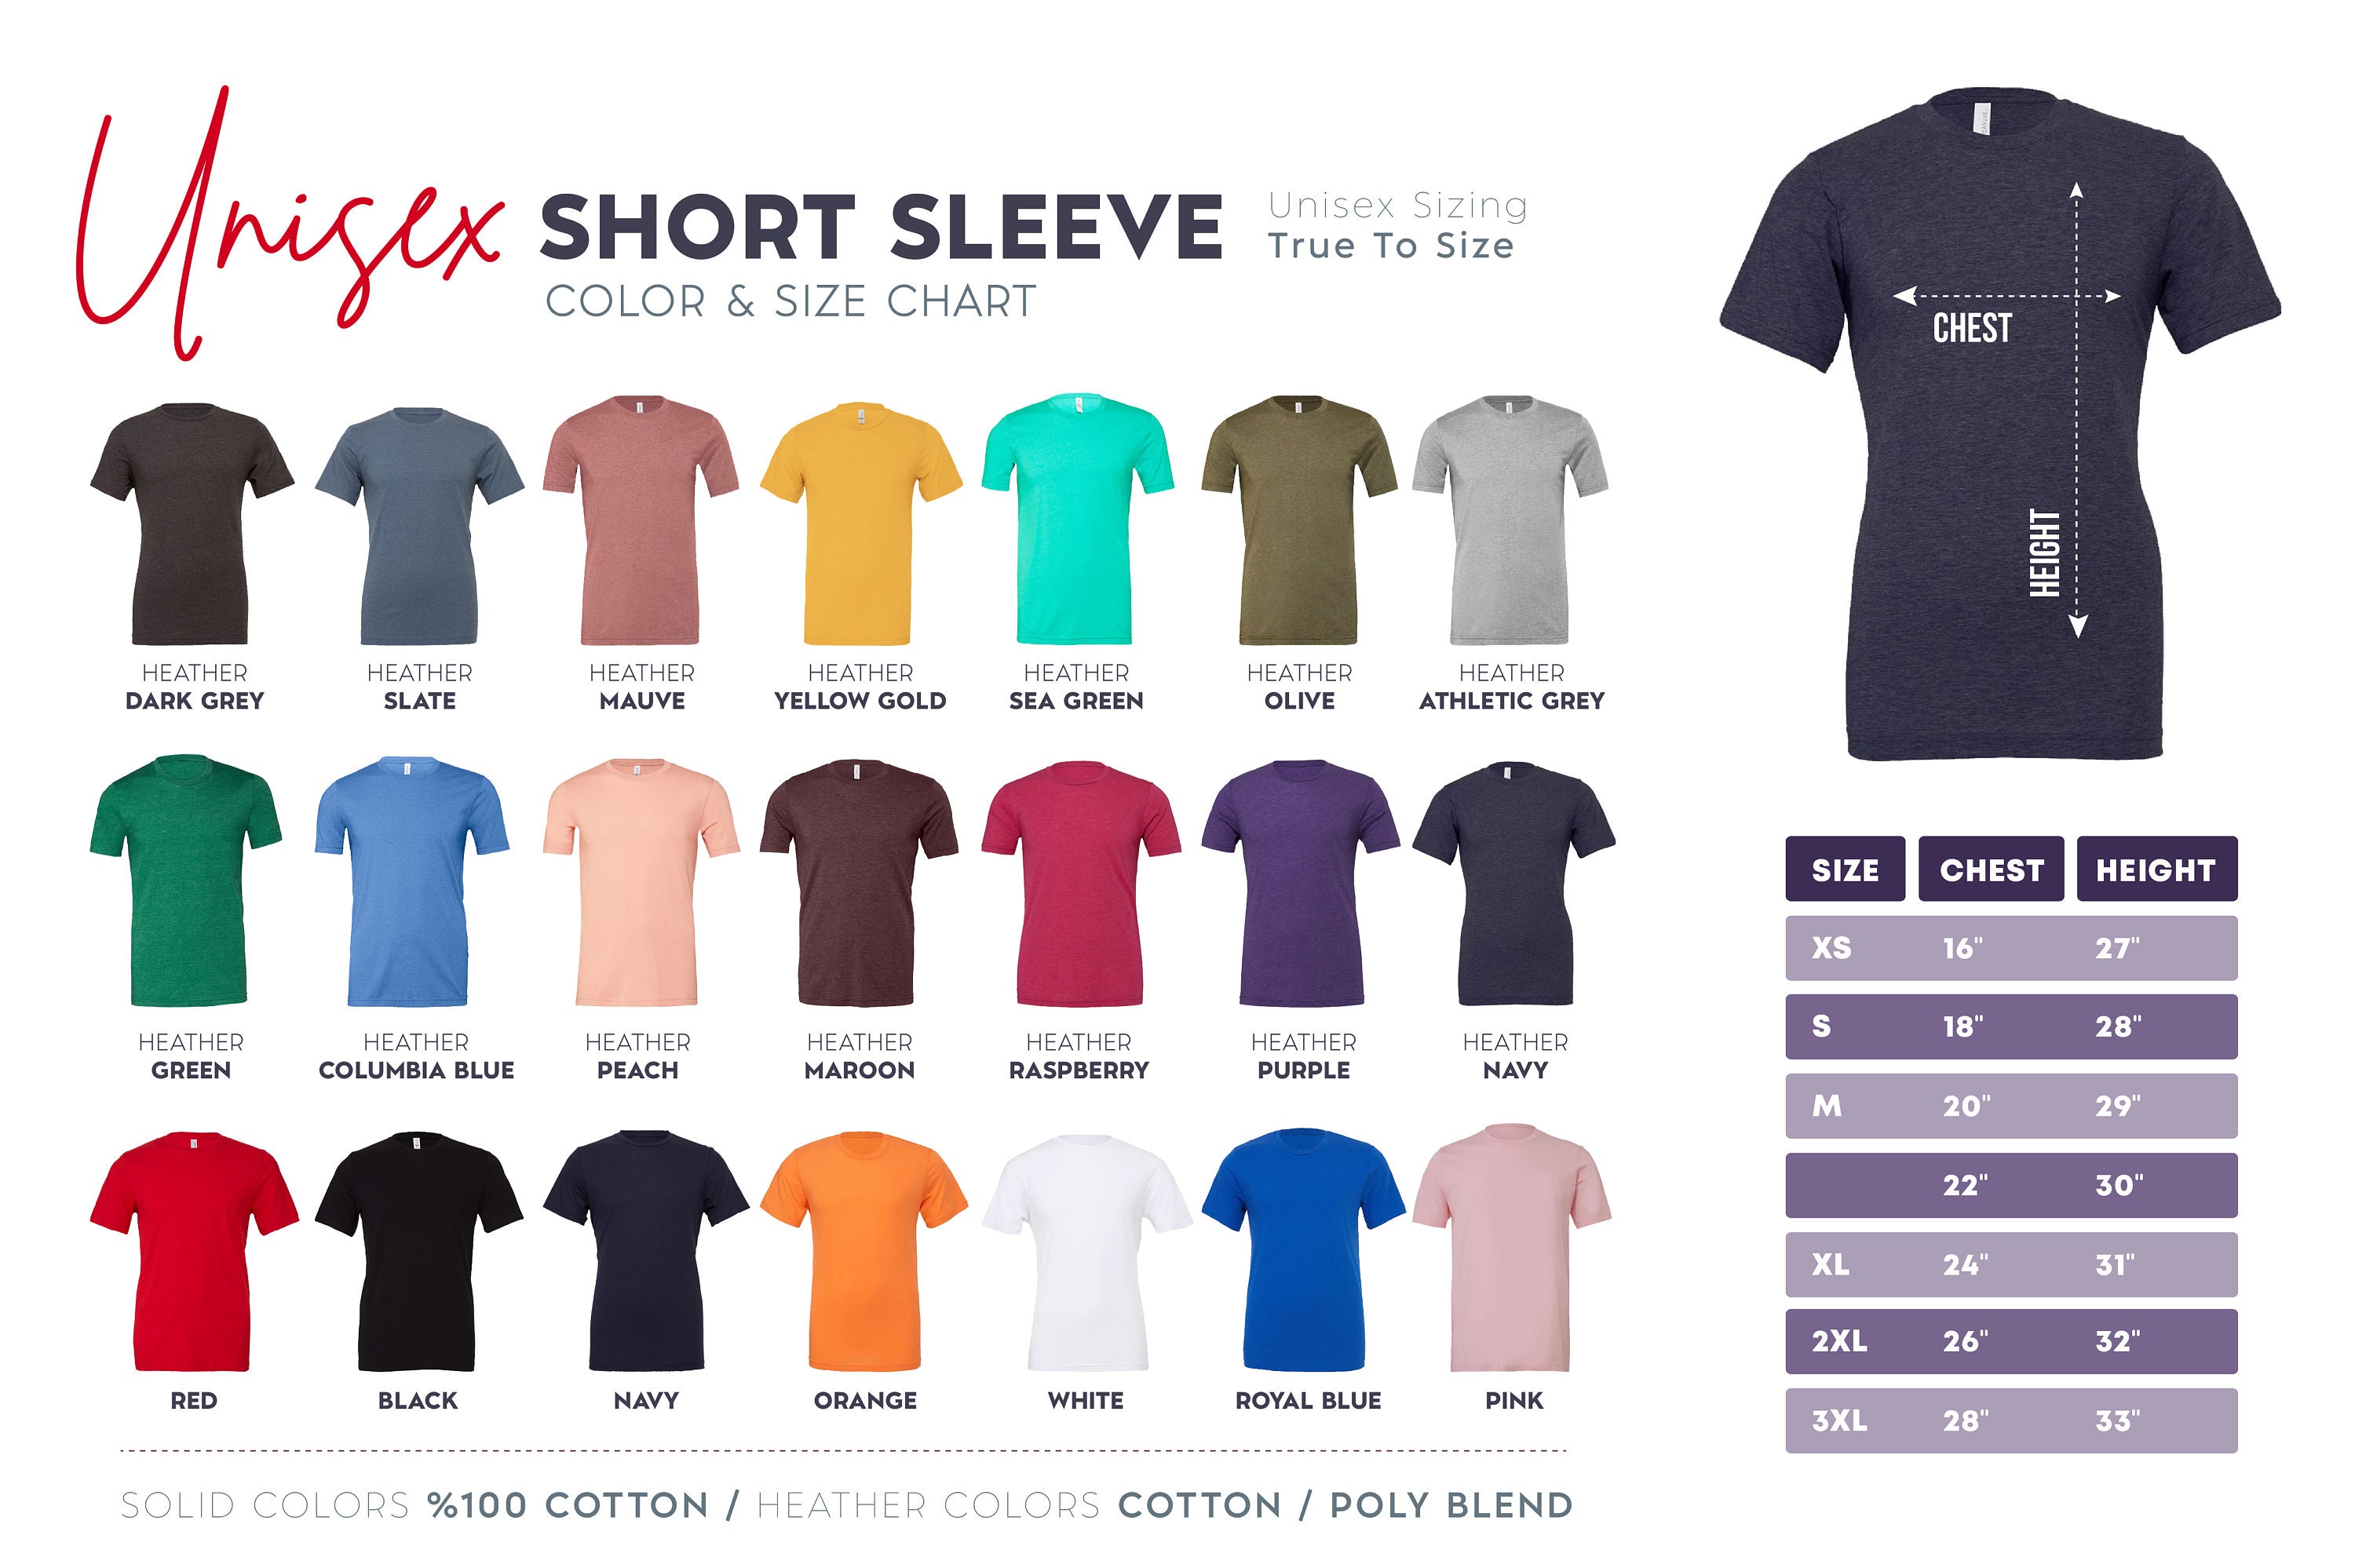 Unisex SHORT SLEEVE
COLOR & SIZE CHART
Unisex Sizing
True To Size
HEATHER
DARK GREY
HEATHER
SLATE
HEATHER
MAUVE
HEATHER
YELLOW GOLD
HEATHER
SEA GREEN
HEATHER
OLIVE
HEATHER
ATHLETIC GREY
HEATHER
GREEN
HEATHER
COLUMBIA BLUE
HEATHER
PEACH
HEATHER
MAROON
HEATHER
RASPBERRY
HEATHER
PURPLE
HEATHER
NAVY
RED
BLACK
NAVY
ORANGE
WHITE
ROYAL BLUE
PINK
SOLID COLORS %100 COTTON / HEATHER COLORS COTTON / POLY BLEND
CHEST
HEIGHT
SIZE CHEST HEIGHT
XS 16" 27"
S 18" 28"
M 20" 29"
22" 30"
XL 24" 31"
2XL 26" 32"
3XL 28" 33"